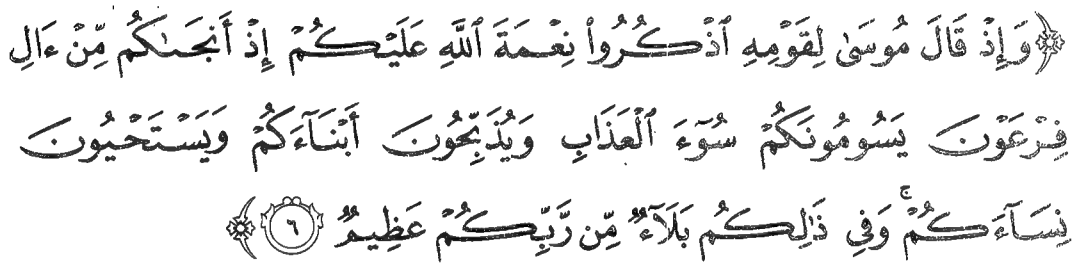 ﴿وَإِذْ قَالَ مُوسَىٰ لِقَوْمِهِ ٱذْكُرُوا۟ نِعْمَةَ ٱللَّهِ عَلَيْكُمْ إِذْ أَنجَىٰكُم مِّنْ ءَالِ
فِرْعَوْنَ يَسُومُونَكُمْ سُوٓءَ ٱلْعَذَابِ وَيُذَبِّحُونَ أَبْنَآءَكُمْ وَيَسْتَحْيُونَ
نِسَآءَكُمْ ۚ وَفِى ذَٰلِكُم بَلَآءٌ مِّن رَّبِّكُمْ عَظِيمٌ ٦﴾